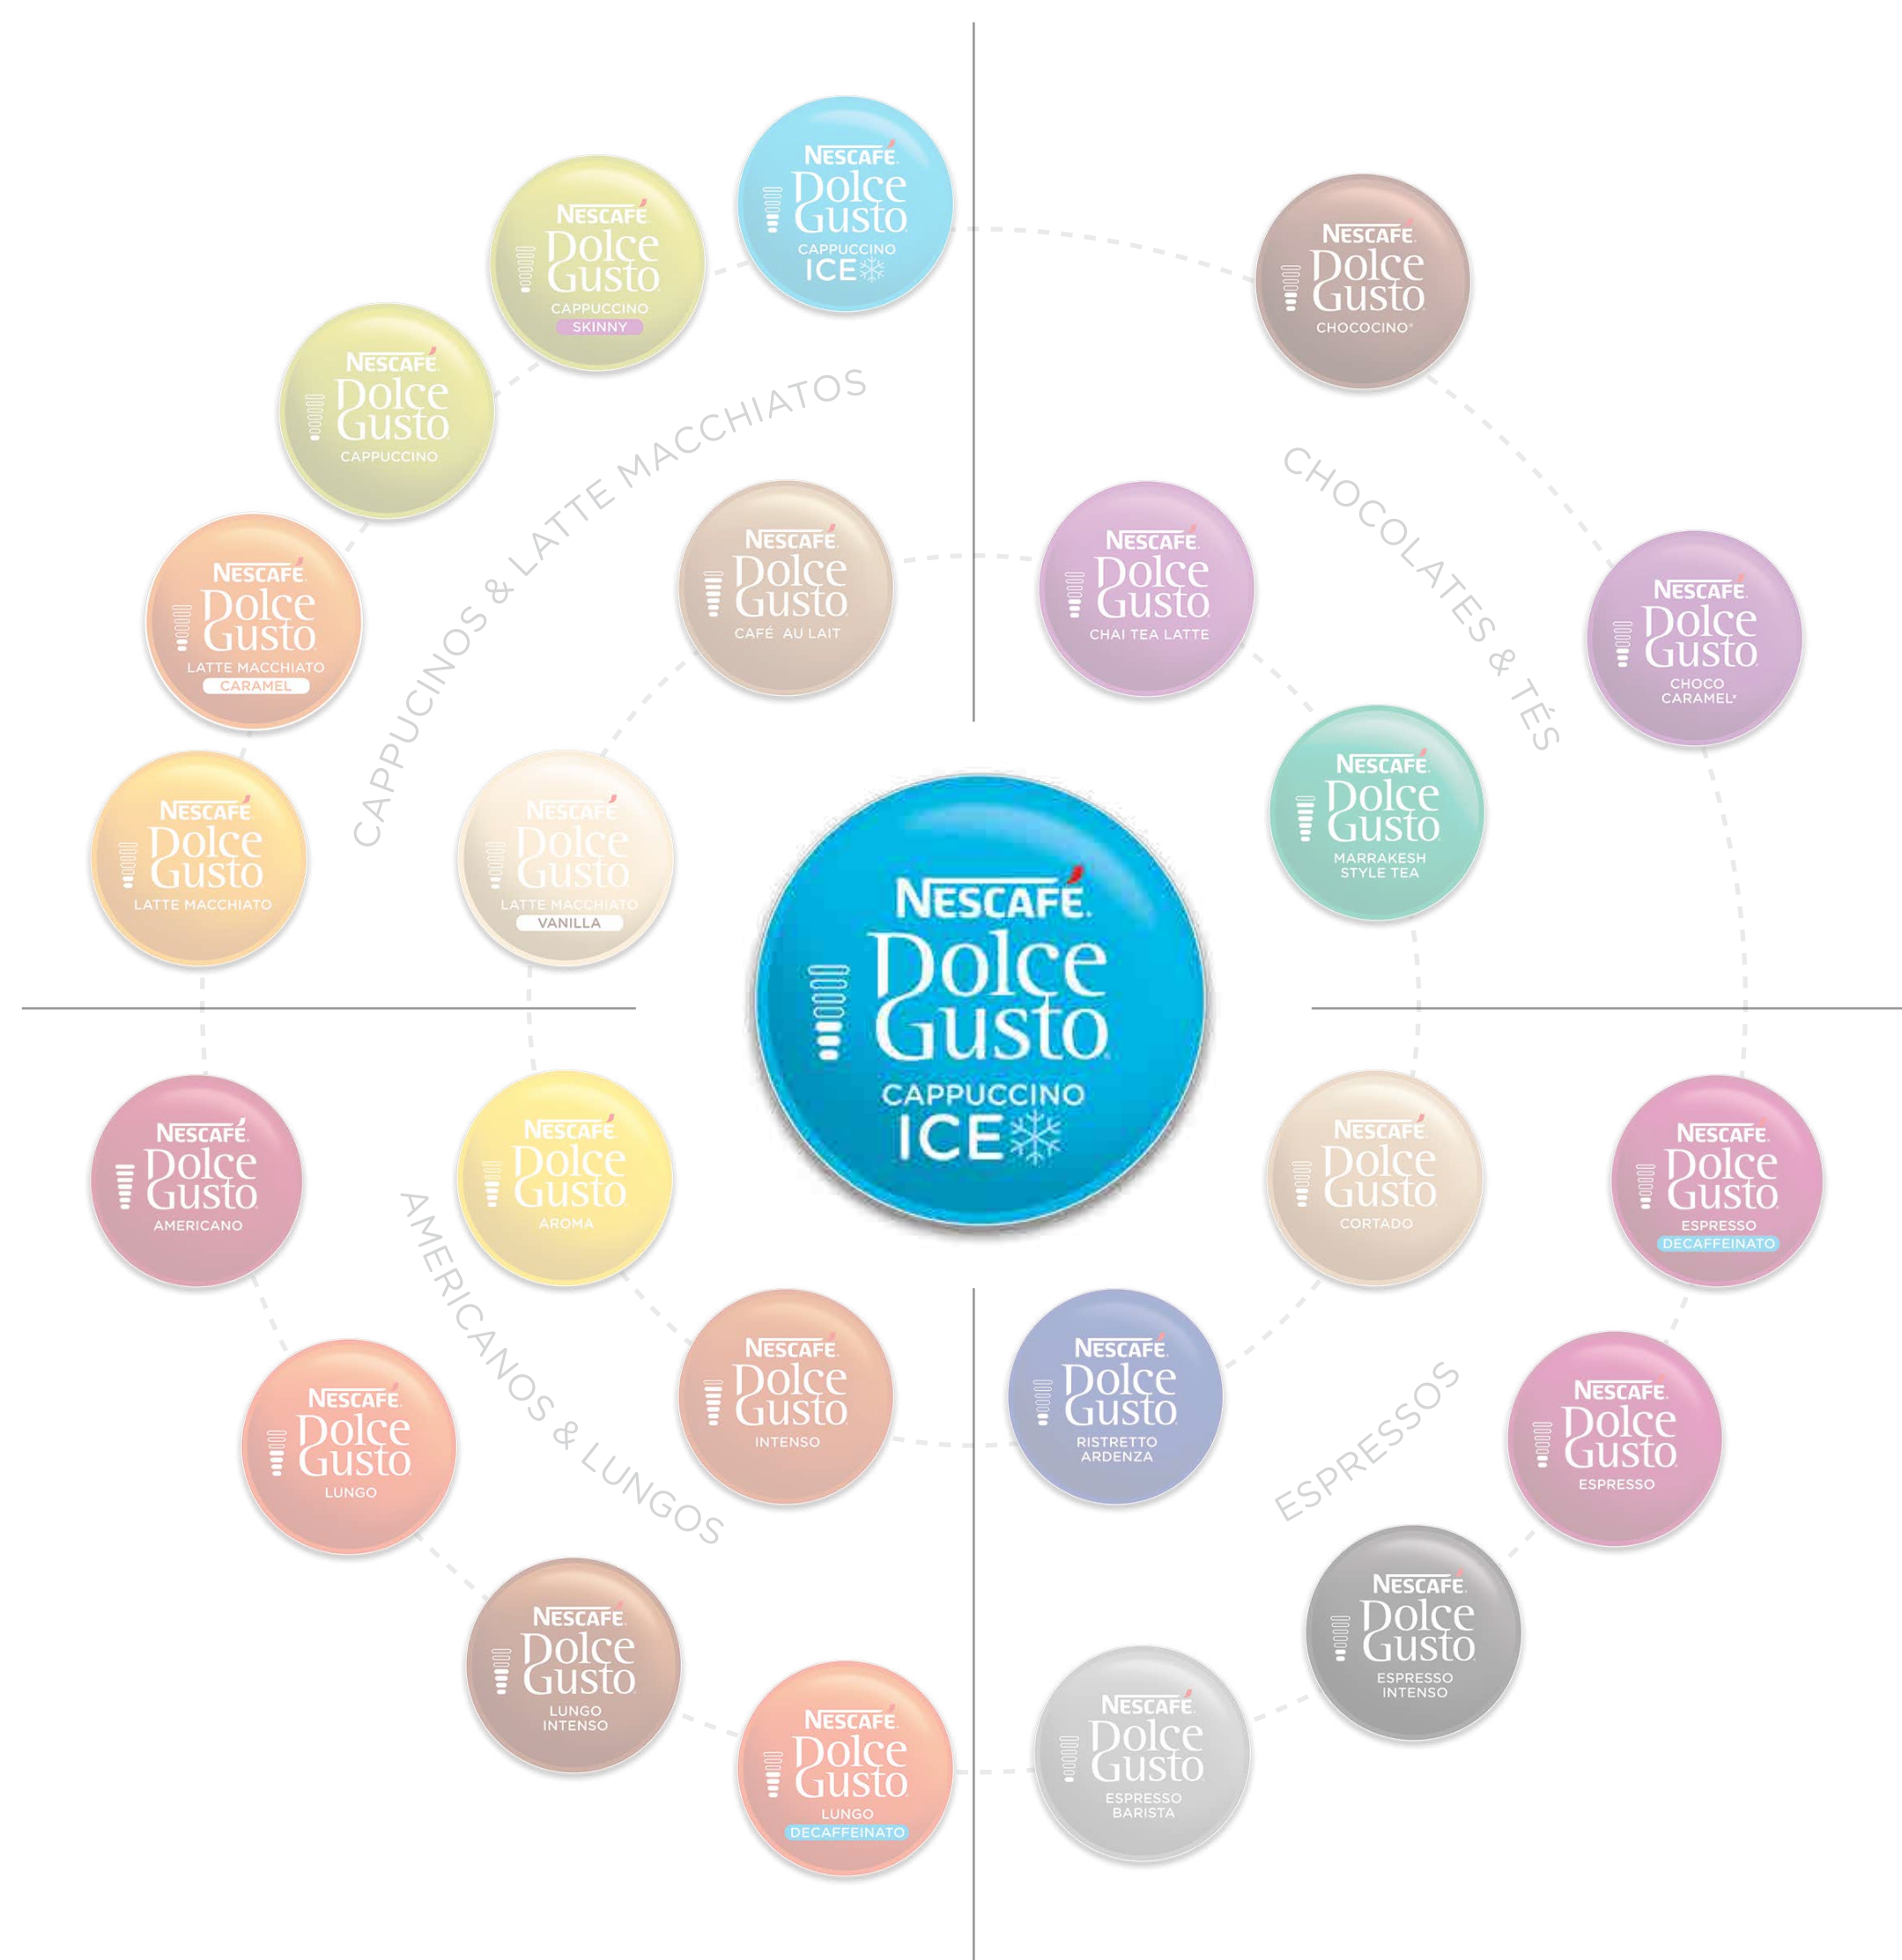 NESCAFÉ.
Dolce
Gusto
CAPPUCCINO
ICE
NESCAFÉ.
Dolce
Gusto
CAPPUCCINO
SKINNY
NESCAFÉ.
Dolce
Gusto
CAPPUCCINO
NESCAFÉ.
Dolce
Gusto
LATTE MACCHIATO
CARAMEL
NESCAFÉ
Dolce
Gusto
LATTE MACCHIATO
CAPPUCINOS & LATTE MACCHIATOS
NESCAFÉ.
Dolce
Gusto
CAFÉ AU LAIT
NESCAFÉ.
Dolce
Gusto
LATTE MACCHIATO
VANILLA
NESCAFÉ.
Dolce
Gusto
CHOCOCINO®
CHOCOLATES & TÉS
NESCAFÉ.
Dolce
Gusto
CHAI TEA LATTE
NESCAFÉ.
Dolce
Gusto
CHOCO
CARAMEL*
NESCAFÉ.
Dolce
Gusto
MARRAKESH
STYLE TEA
NESCAFÉ.
Dolce
Gusto
CAPPUCCINO
ICE
NESCAFÉ.
Dolce
Gusto
AMERICANO
NESCAFÉ.
Dolce
Gusto
AROMA
AMERICANOS & LUNGOS
NESCAFÉ.
Dolce
Gusto
LUNGO
NESCAFÉ.
Dolce
Gusto
INTENSO
NESCAFÉ.
Dolce
Gusto
LUNGO
INTENSO
NESCAFÉ.
Dolce
Gusto
LUNGO
DECAFFEINATO
NESCAFÉ.
Dolce
Gusto
CORTADO
NESCAFÉ.
Dolce
Gusto
ESPRESSO
DECAFFEINATO
NESCAFÉ.
Dolce
Gusto
RISTRETTO
ARDENZA
ESPRESSOS
NESCAFÉ.
Dolce
Gusto
ESPRESSO
NESCAFÉ.
Dolce
Gusto
ESPRESSO
INTENSO
NESCAFÉ.
Dolce
Gusto
ESPRESSO
BARISTA